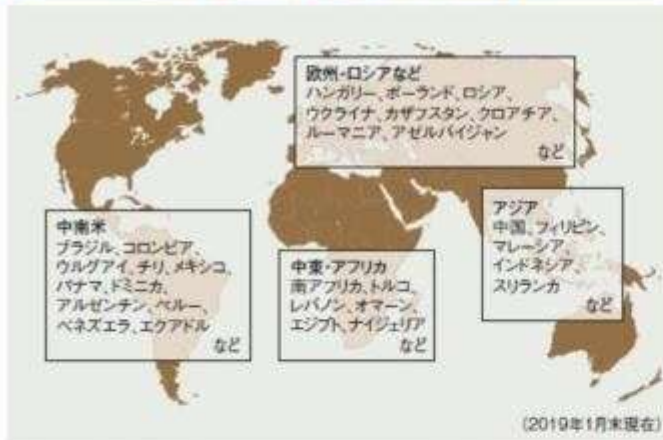 欧州・ロシアなど
ハンガリー、ポーランド、ロシア、
ウクライナ、カザフスタン、クロアチア、
ルーマニア、アゼルバイジャン
など
中南米
ブラジル、コロンビア、
ウルグアイ、チリ、メキシコ、
パナマ、ドミニカ、
アルゼンチン、ペルー、
ベネズエラ、エクアドル
など
中東・アフリカ
南アフリカ、トルコ、
レバノン、オマーン、
エジプト、ナイジェリア
など
アジア
中国、フィリピン、
マレーシア、
インドネシア、
スリランカ
など
(2019年1月末現在)